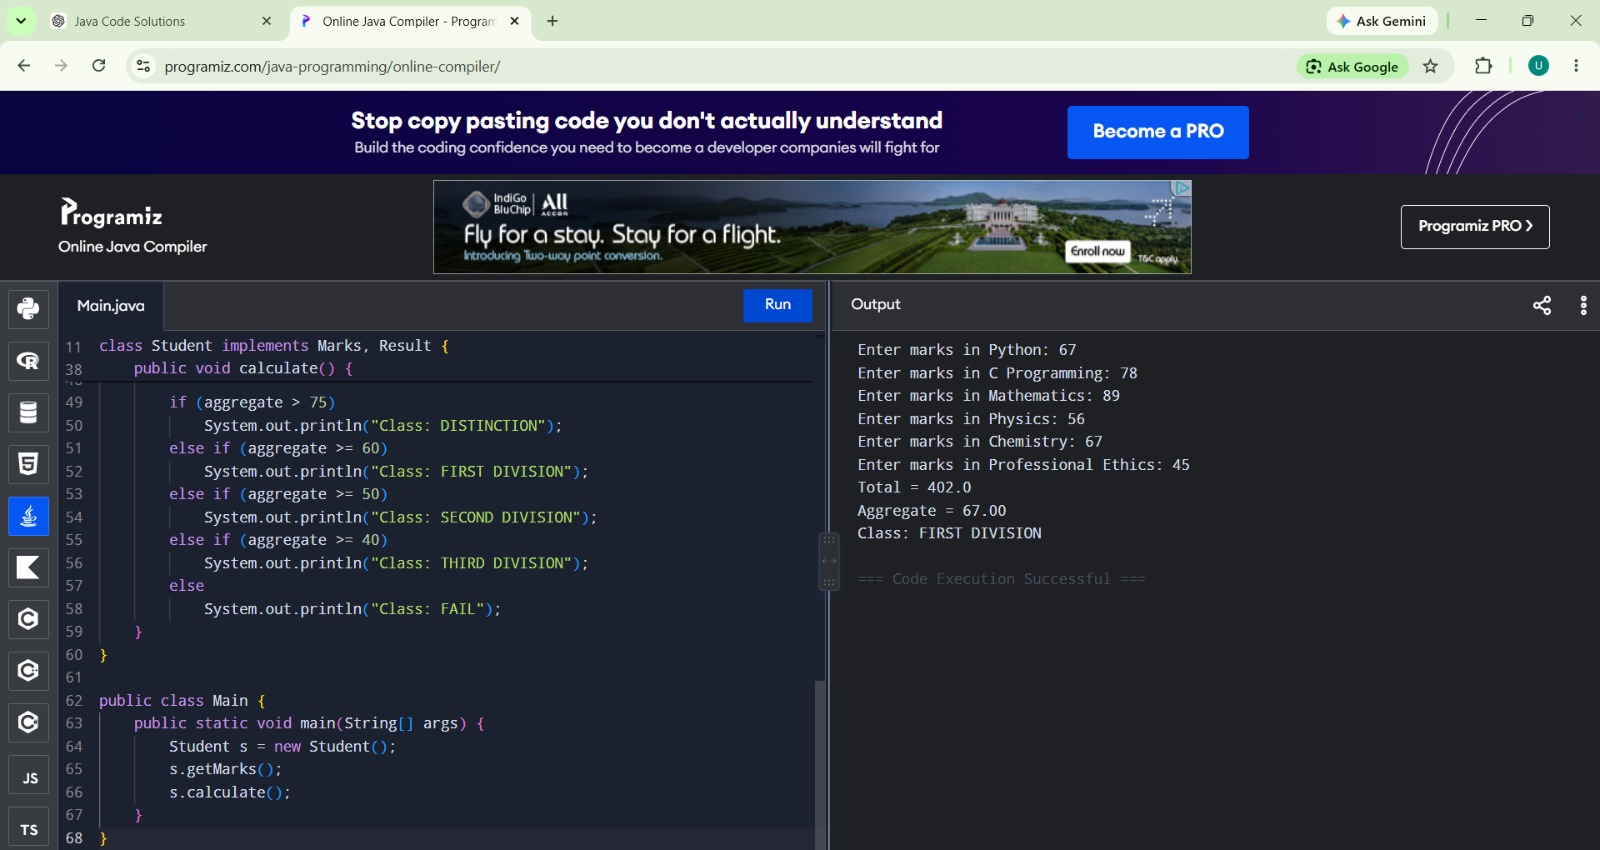 Java Code Solutions
Online Java Compiler - Program
Ask Gemini
programiz.com/java-programming/online-compiler/
Ask Google
U
Stop copy pasting code you don't actually understand
Build the coding confidence you need to become a developer companies will fight for
Become a PRO
Programiz
Online Java Compiler
IndiGo
BluChip
ALL
ACCOR
Fly for a stay. Stay for a flight.
Introducing Two-way point conversion.
Enroll now
T&C apply.
Programiz PRO >
Main.java
Run
Output
11 class Student implements Marks, Result {
38 public void calculate() {
49 if (aggregate > 75)
50 System.out.println("Class: DISTINCTION");
51 else if (aggregate >= 60)
52 System.out.println("Class: FIRST DIVISION");
53 else if (aggregate >= 50)
54 System.out.println("Class: SECOND DIVISION");
55 else if (aggregate >= 40)
56 System.out.println("Class: THIRD DIVISION");
57 else
58 System.out.println("Class: FAIL");
59 }
60 }
61
62 public class Main {
63 public static void main(String[] args) {
64 Student s = new Student();
65 s.getMarks();
66 s.calculate();
67 }
68 }
JS
TS
Enter marks in Python: 67
Enter marks in C Programming: 78
Enter marks in Mathematics: 89
Enter marks in Physics: 56
Enter marks in Chemistry: 67
Enter marks in Professional Ethics: 45
Total = 402.0
Aggregate = 67.00
Class: FIRST DIVISION
=== Code Execution Successful ===